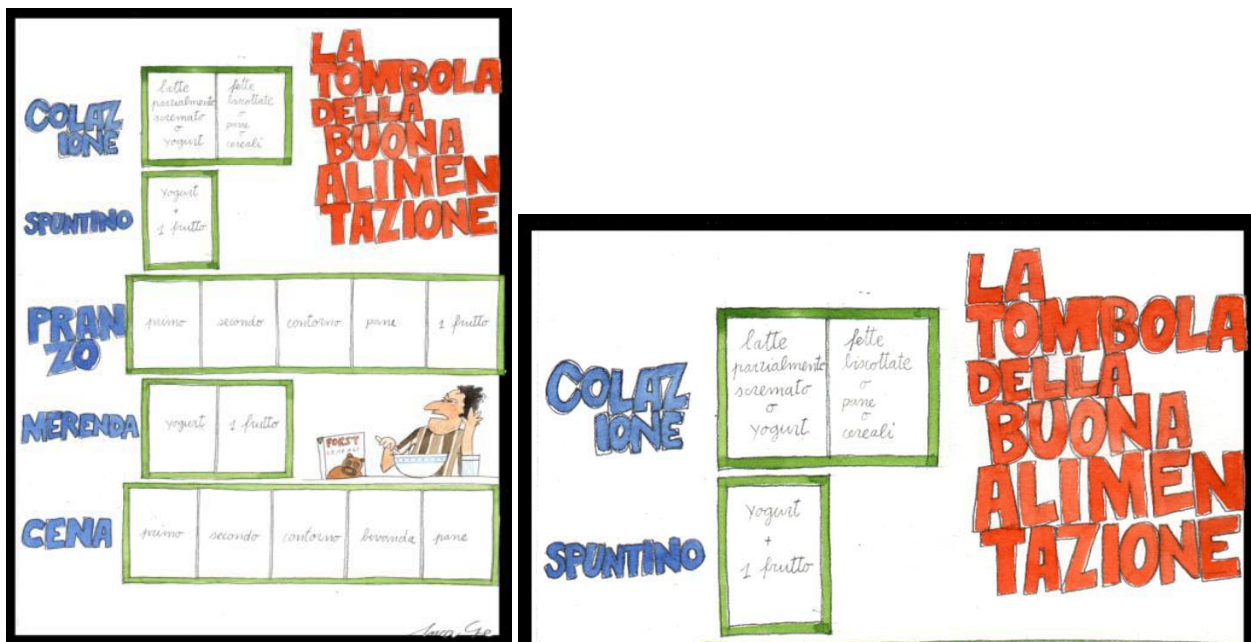 LA
TOMBOLA
DELLA
BUONA
ALIMEN
TAZIONE
COLAZ
IONE
latte
parzialmente
scremato
o
yogurt
fette
biscottate
o
pane
o
cereali
SPUNTINO
yogurt
+
1 frutto
PRAN
ZO
primo
secondo
contorno
pane
1 frutto
MERENDA
yogurt
1 frutto
FORST
CEREALI
CENA
primo
secondo
contorno
bevanda
pane
LA
TOMBOLA
DELLA
BUONA
ALIMEN
TAZIONE
COLAZ
IONE
latte
parzialmente
scremato
o
yogurt
fette
biscottate
o
pane
o
cereali
SPUNTINO
yogurt
+
1 frutto